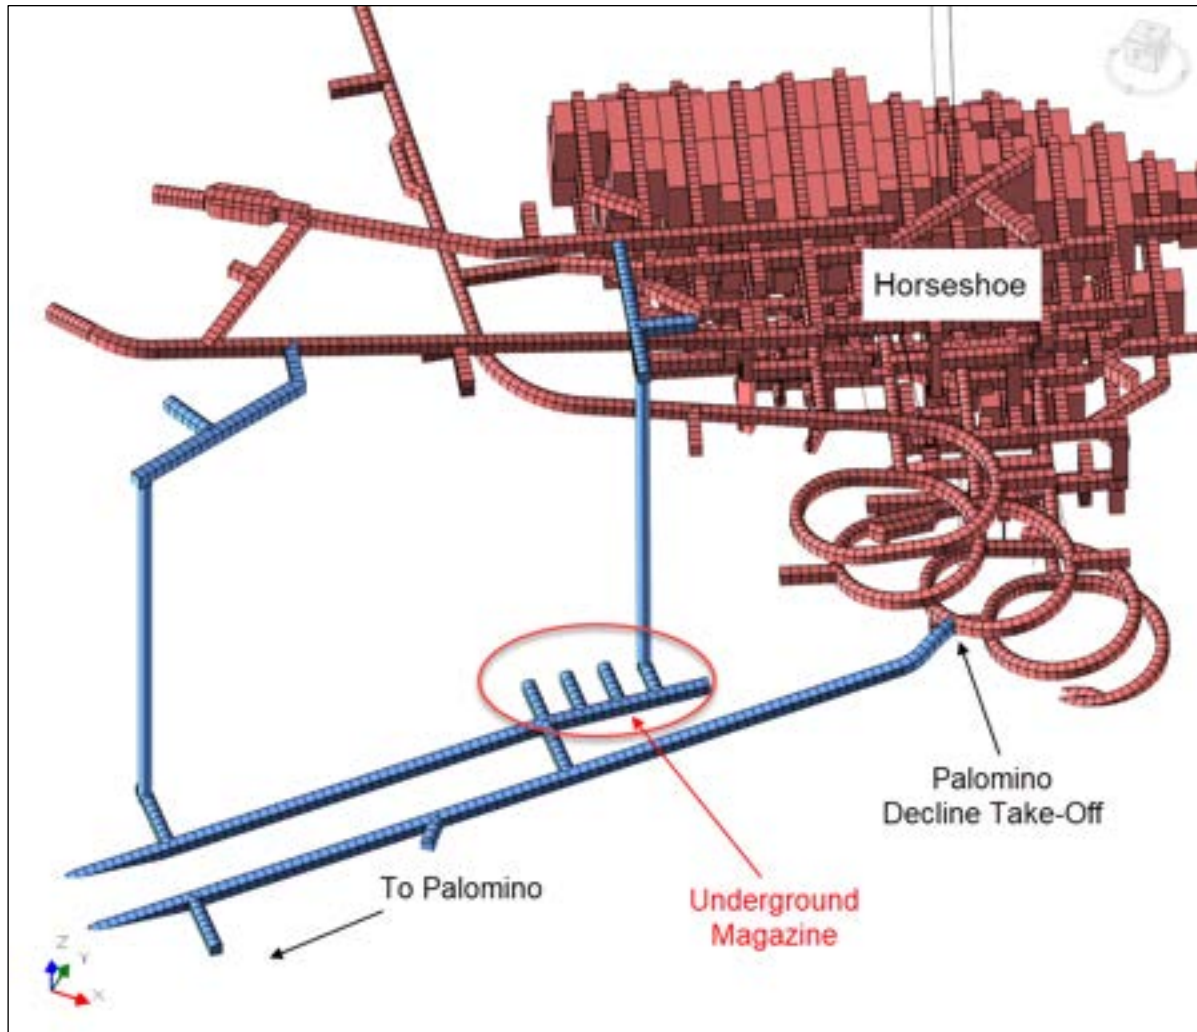 Horseshoe
Palomino
Decline Take-Off
To Palomino
Underground
Magazine
Z
Y
X